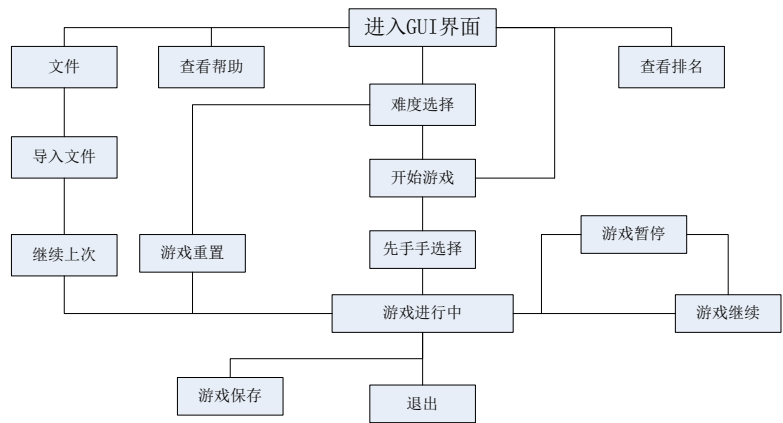 进入GUI界面
文件
查看帮助
查看排名
难度选择
导入文件
开始游戏
继续上次
游戏重置
先手手选择
游戏暂停
游戏进行中
游戏继续
游戏保存
退出